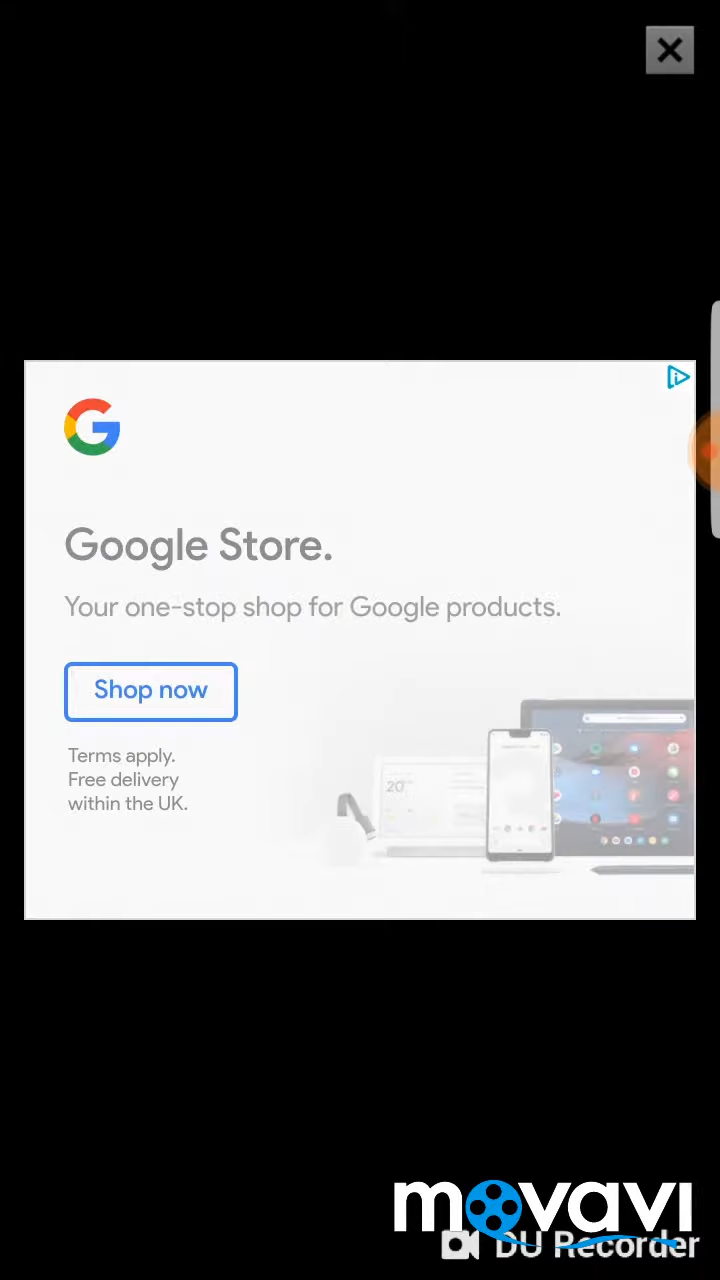 Google Store.
Your one-stop shop for Google products.
Shop now
Terms apply.
Free delivery
within the UK.
20
movavi
DU Recorder